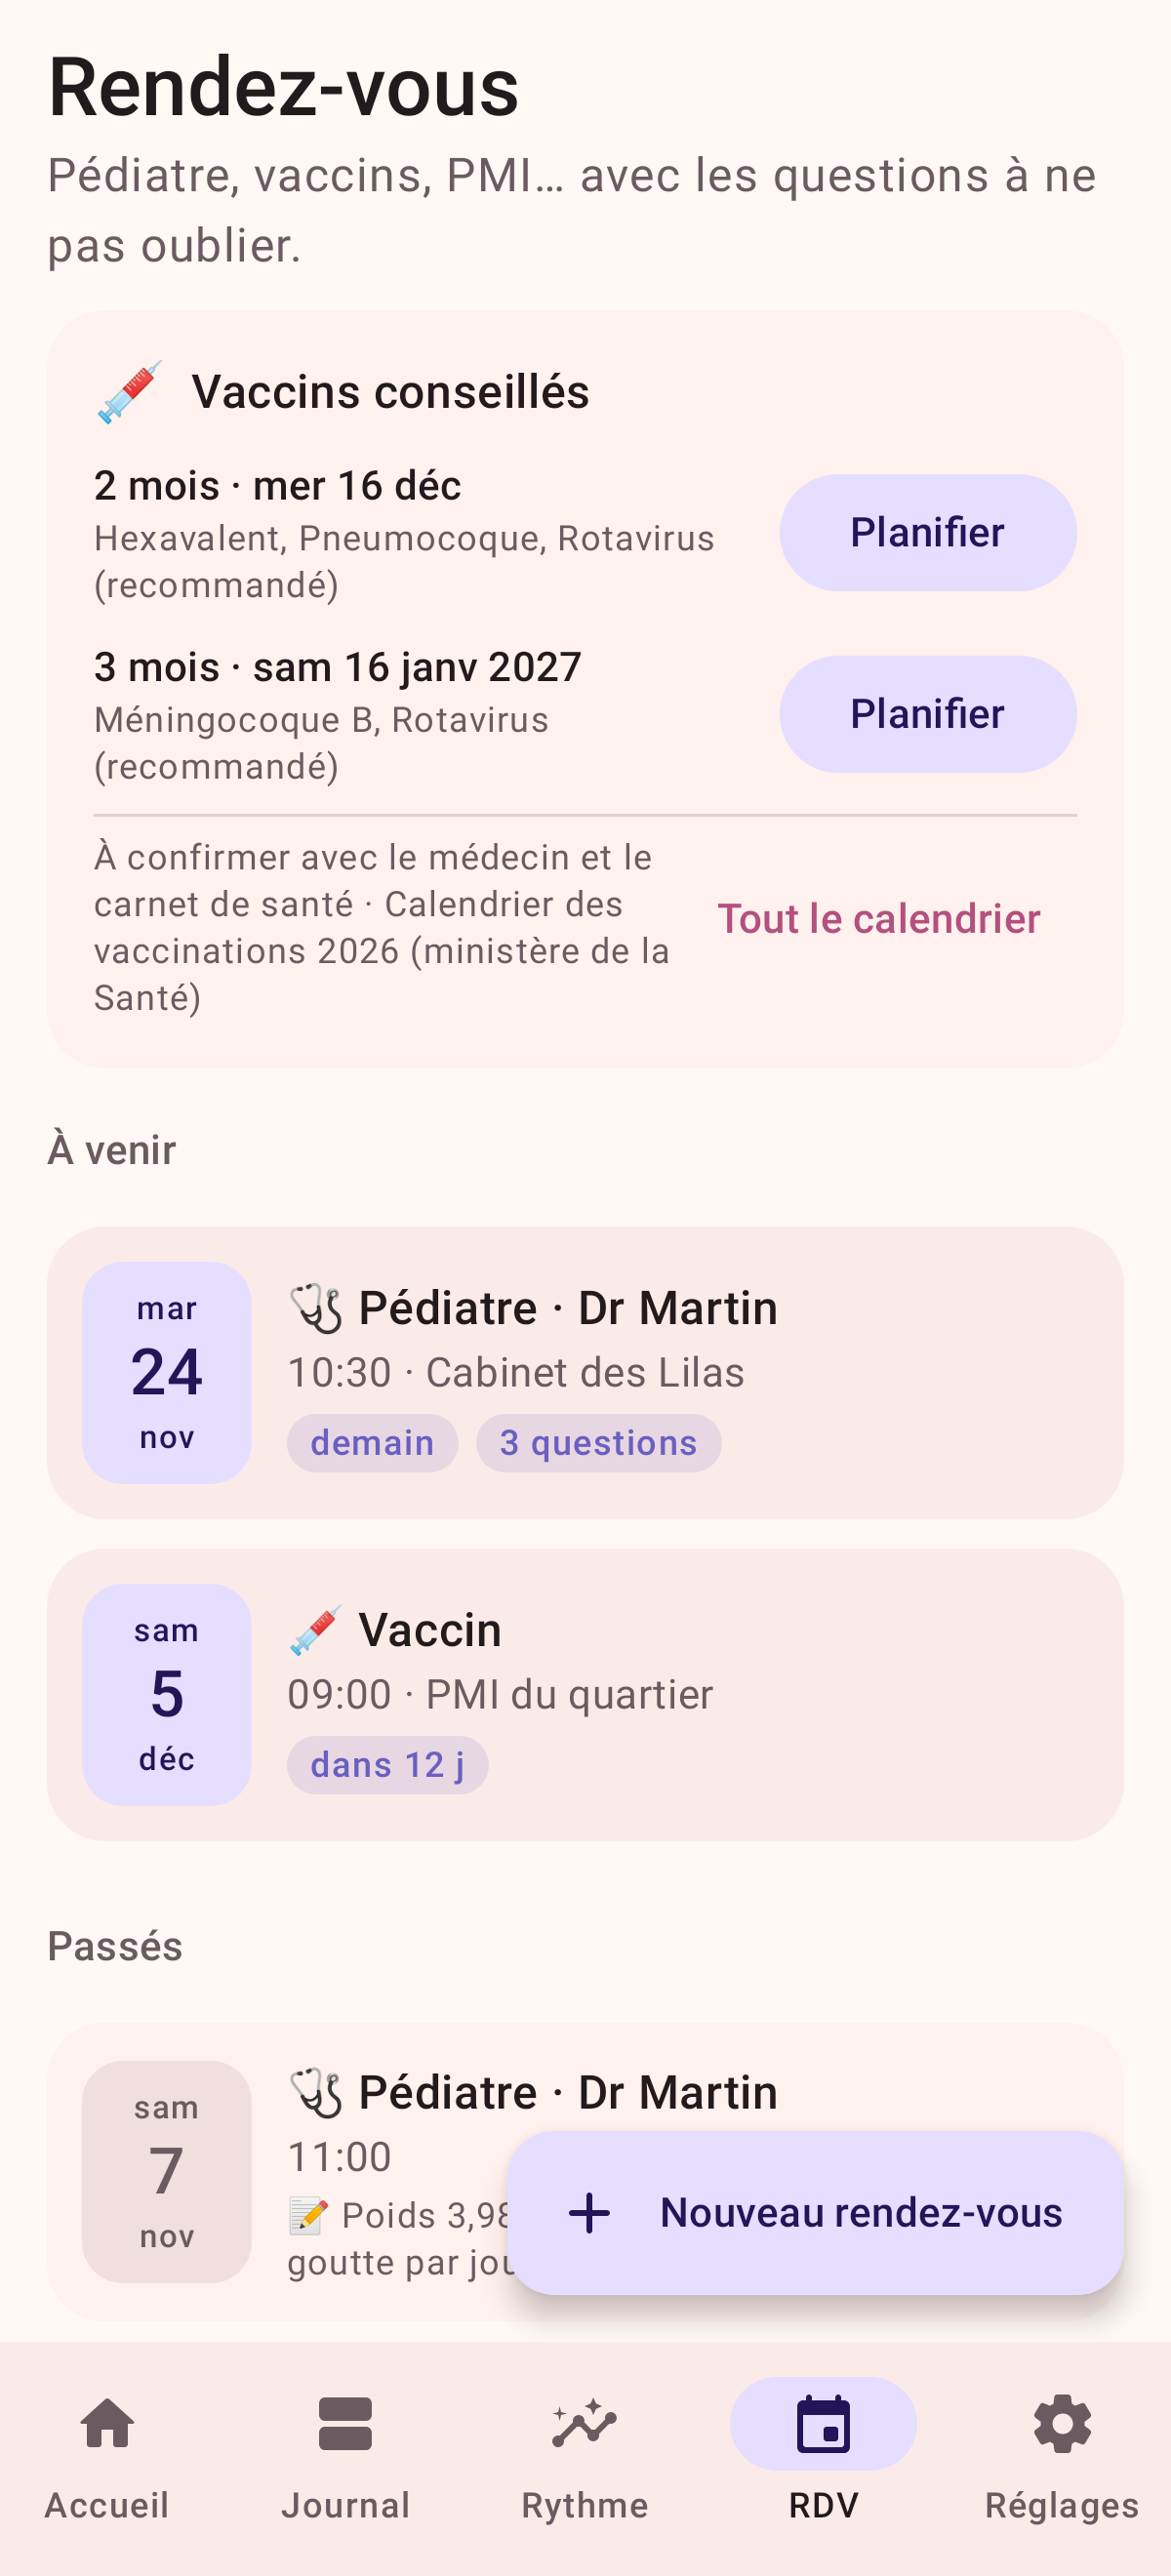 Rendez-vous
Pédiatre, vaccins, PMI… avec les questions à ne
pas oublier.
Vaccins conseillés
2 mois · mer 16 déc
Hexavalent, Pneumocoque, Rotavirus
(recommandé)
Planifier
3 mois · sam 16 janv 2027
Méningocoque B, Rotavirus
(recommandé)
Planifier
À confirmer avec le médecin et le
carnet de santé · Calendrier des
vaccinations 2026 (ministère de la
Santé)
Tout le calendrier
À venir
mar
24
nov
Pédiatre · Dr Martin
10:30 · Cabinet des Lilas
demain
3 questions
sam
5
déc
Vaccin
09:00 · PMI du quartier
dans 12 j
Passés
sam
7
nov
Pédiatre · Dr Martin
11:00
Poids 3,98
goutte par jou
Nouveau rendez-vous
Accueil
Journal
Rythme
RDV
Réglages